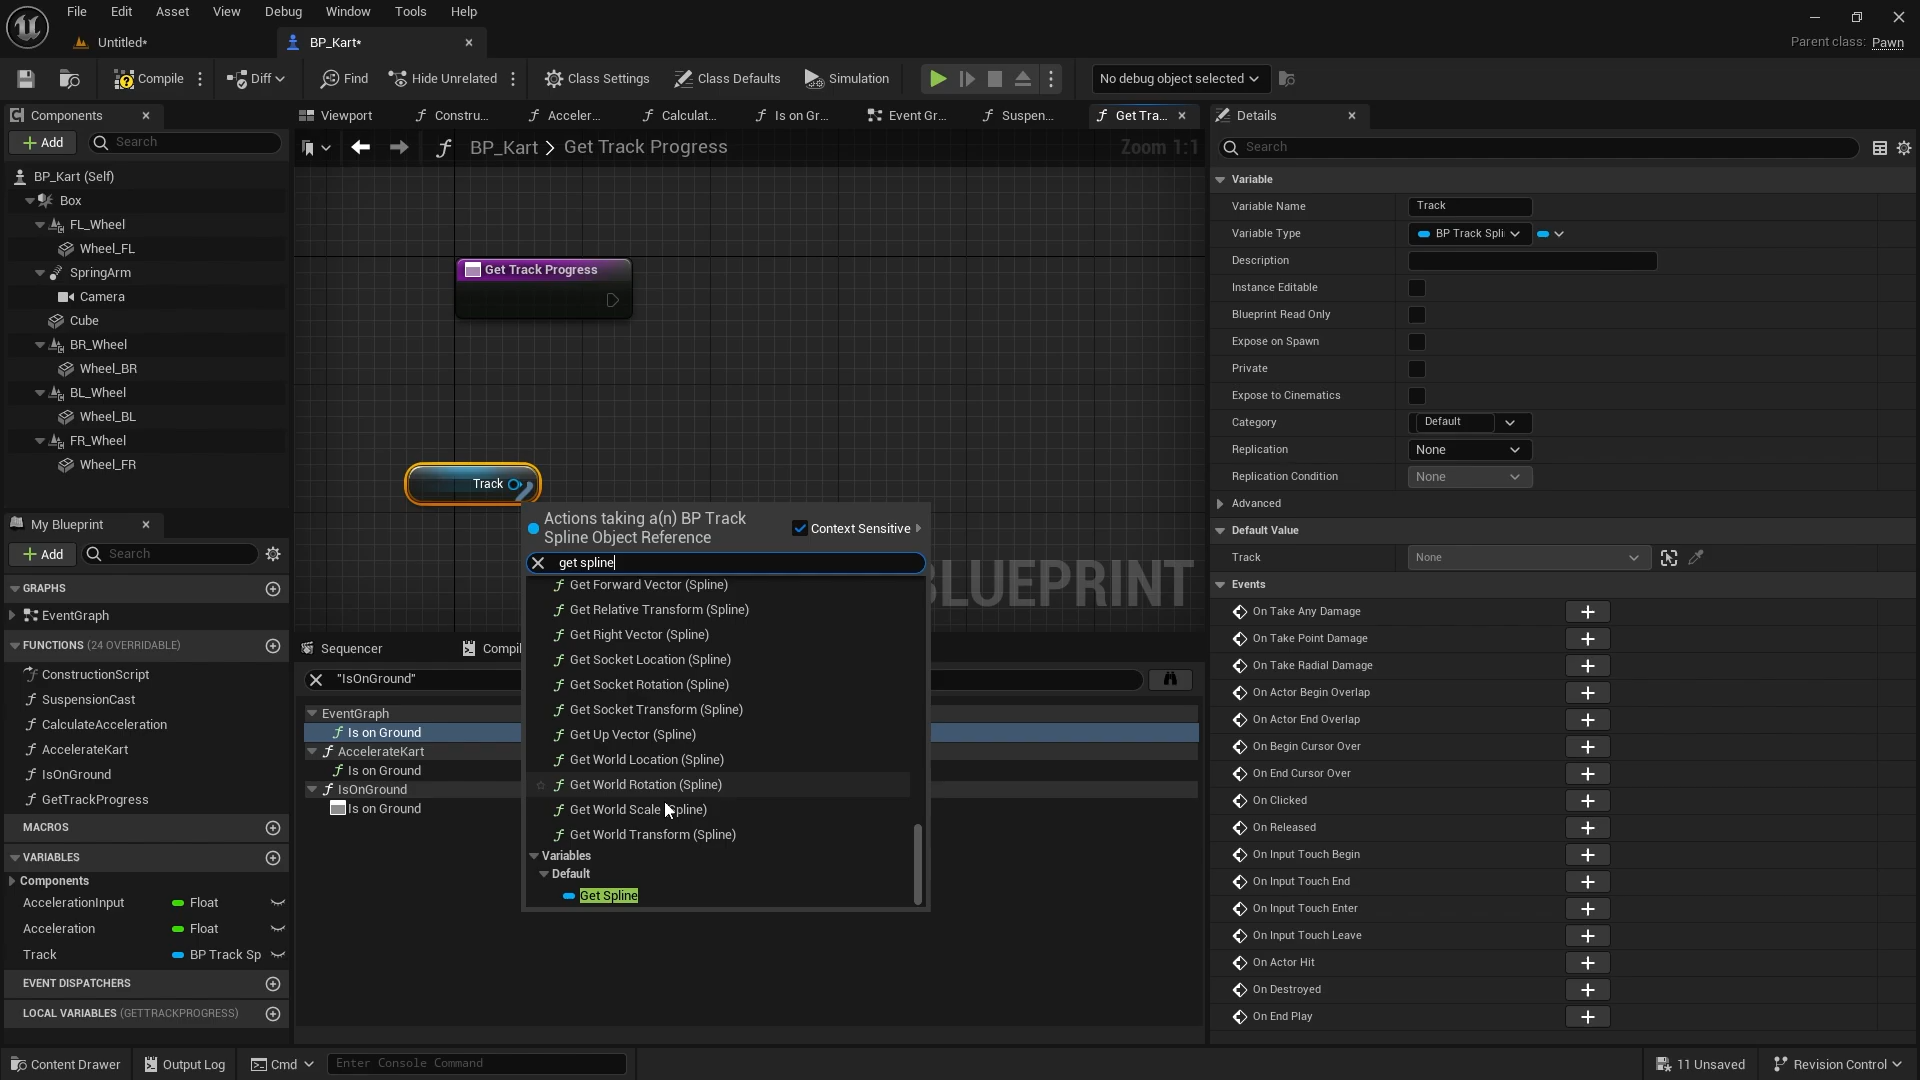 File Edit Asset View Debug Window Tools Help
Untitled*
BP_Kart*
Parent class: Pawn
Compile
Diff
Find
Hide Unrelated
Class Settings
Class Defaults
Simulation
No debug object selected
Components
Add
Search
BP_Kart (Self)
Box
FL_Wheel
Wheel_FL
SpringArm
Camera
Cube
BR_Wheel
Wheel_BR
BL_Wheel
Wheel_BL
FR_Wheel
Wheel_FR
My Blueprint
Add
Search
GRAPHS
EventGraph
FUNCTIONS (24 OVERRIDABLE)
ConstructionScript
SuspensionCast
CalculateAcceleration
AccelerateKart
IsOnGround
GetTrackProgress
MACROS
VARIABLES
Components
AccelerationInput Float
Acceleration Float
Track BP Track Sp
EVENT DISPATCHERS
LOCAL VARIABLES (GETTRACKPROGRESS)
Viewport
Constru...
Acceler...
Calculat...
Is on Gr...
Event Gr...
Suspen...
Get Tra...
BP_Kart > Get Track Progress
Zoom 1:1
Get Track Progress
Track
Actions taking a(n) BP Track
Spline Object Reference
Context Sensitive
get spline
Get Forward Vector (Spline)
Get Relative Transform (Spline)
Get Right Vector (Spline)
Get Socket Location (Spline)
Get Socket Rotation (Spline)
Get Socket Transform (Spline)
Get Up Vector (Spline)
Get World Location (Spline)
Get World Rotation (Spline)
Get World Scale (Spline)
Get World Transform (Spline)
Variables
Default
Get Spline
BLUEPRINT
Sequencer
Compil
"IsOnGround"
EventGraph
Is on Ground
AccelerateKart
Is on Ground
IsOnGround
Is on Ground
Details
Search
Variable
Variable Name Track
Variable Type BP Track Spli
Description
Instance Editable
Blueprint Read Only
Expose on Spawn
Private
Expose to Cinematics
Category Default
Replication None
Replication Condition None
Advanced
Default Value
Track None
Events
On Take Any Damage
On Take Point Damage
On Take Radial Damage
On Actor Begin Overlap
On Actor End Overlap
On Begin Cursor Over
On End Cursor Over
On Clicked
On Released
On Input Touch Begin
On Input Touch End
On Input Touch Enter
On Input Touch Leave
On Actor Hit
On Destroyed
On End Play
Content Drawer
Output Log
Cmd
Enter Console Command
11 Unsaved
Revision Control